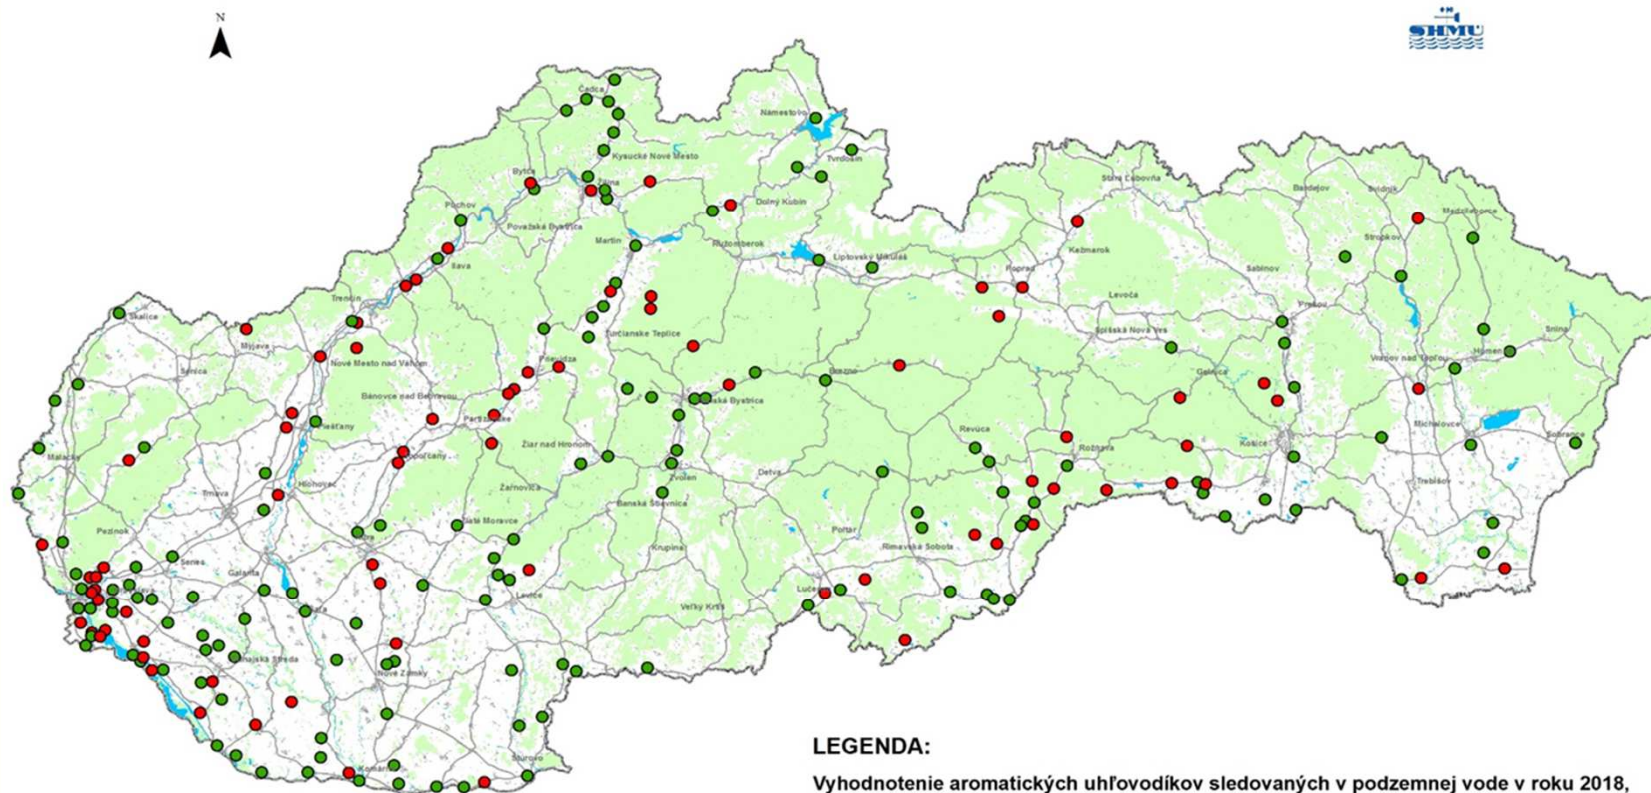 N
SHMÚ
Čadca
Námestovo
Kysucké Nové Mesto
Tvrdošín
Stará Ľubovňa
Bytča
Žilina
Bardejov
Svidník
Dolný Kubín
Púchov
Medzilaborce
Považská Bystrica
Stropkov
Martin
Ružomberok
Kežmarok
Liptovský Mikuláš
Ilava
Poprad
Sabinov
Trenčín
Levoča
Prešov
Skalica
Spišská Nová Ves
Turčianske Teplice
Snina
Myjava
Nové Mesto nad Váhom
Prievidza
Vranov nad Topľou
Senica
Brezno
Gelnica
Bánovce nad Bebravou
Banská Bystrica
Partizánske
Piešťany
Revúca
Michalovce
Žiar nad Hronom
Rožňava
Košice
Sobrance
Malacky
Topoľčany
Zvolen
Detva
Hlohovec
Žarnovica
Trebišov
Trnava
Banská Štiavnica
Zlaté Moravce
Pezinok
Poltár
Krupina
Rimavská Sobota
Senec
Galanta
Levice
Veľký Krtíš
Nové Zámky
Štúrovo
Komárno
LEGENDA:
Vyhodnotenie aromatických uhľovodíkov sledovaných v podzemnej vode v roku 2018,